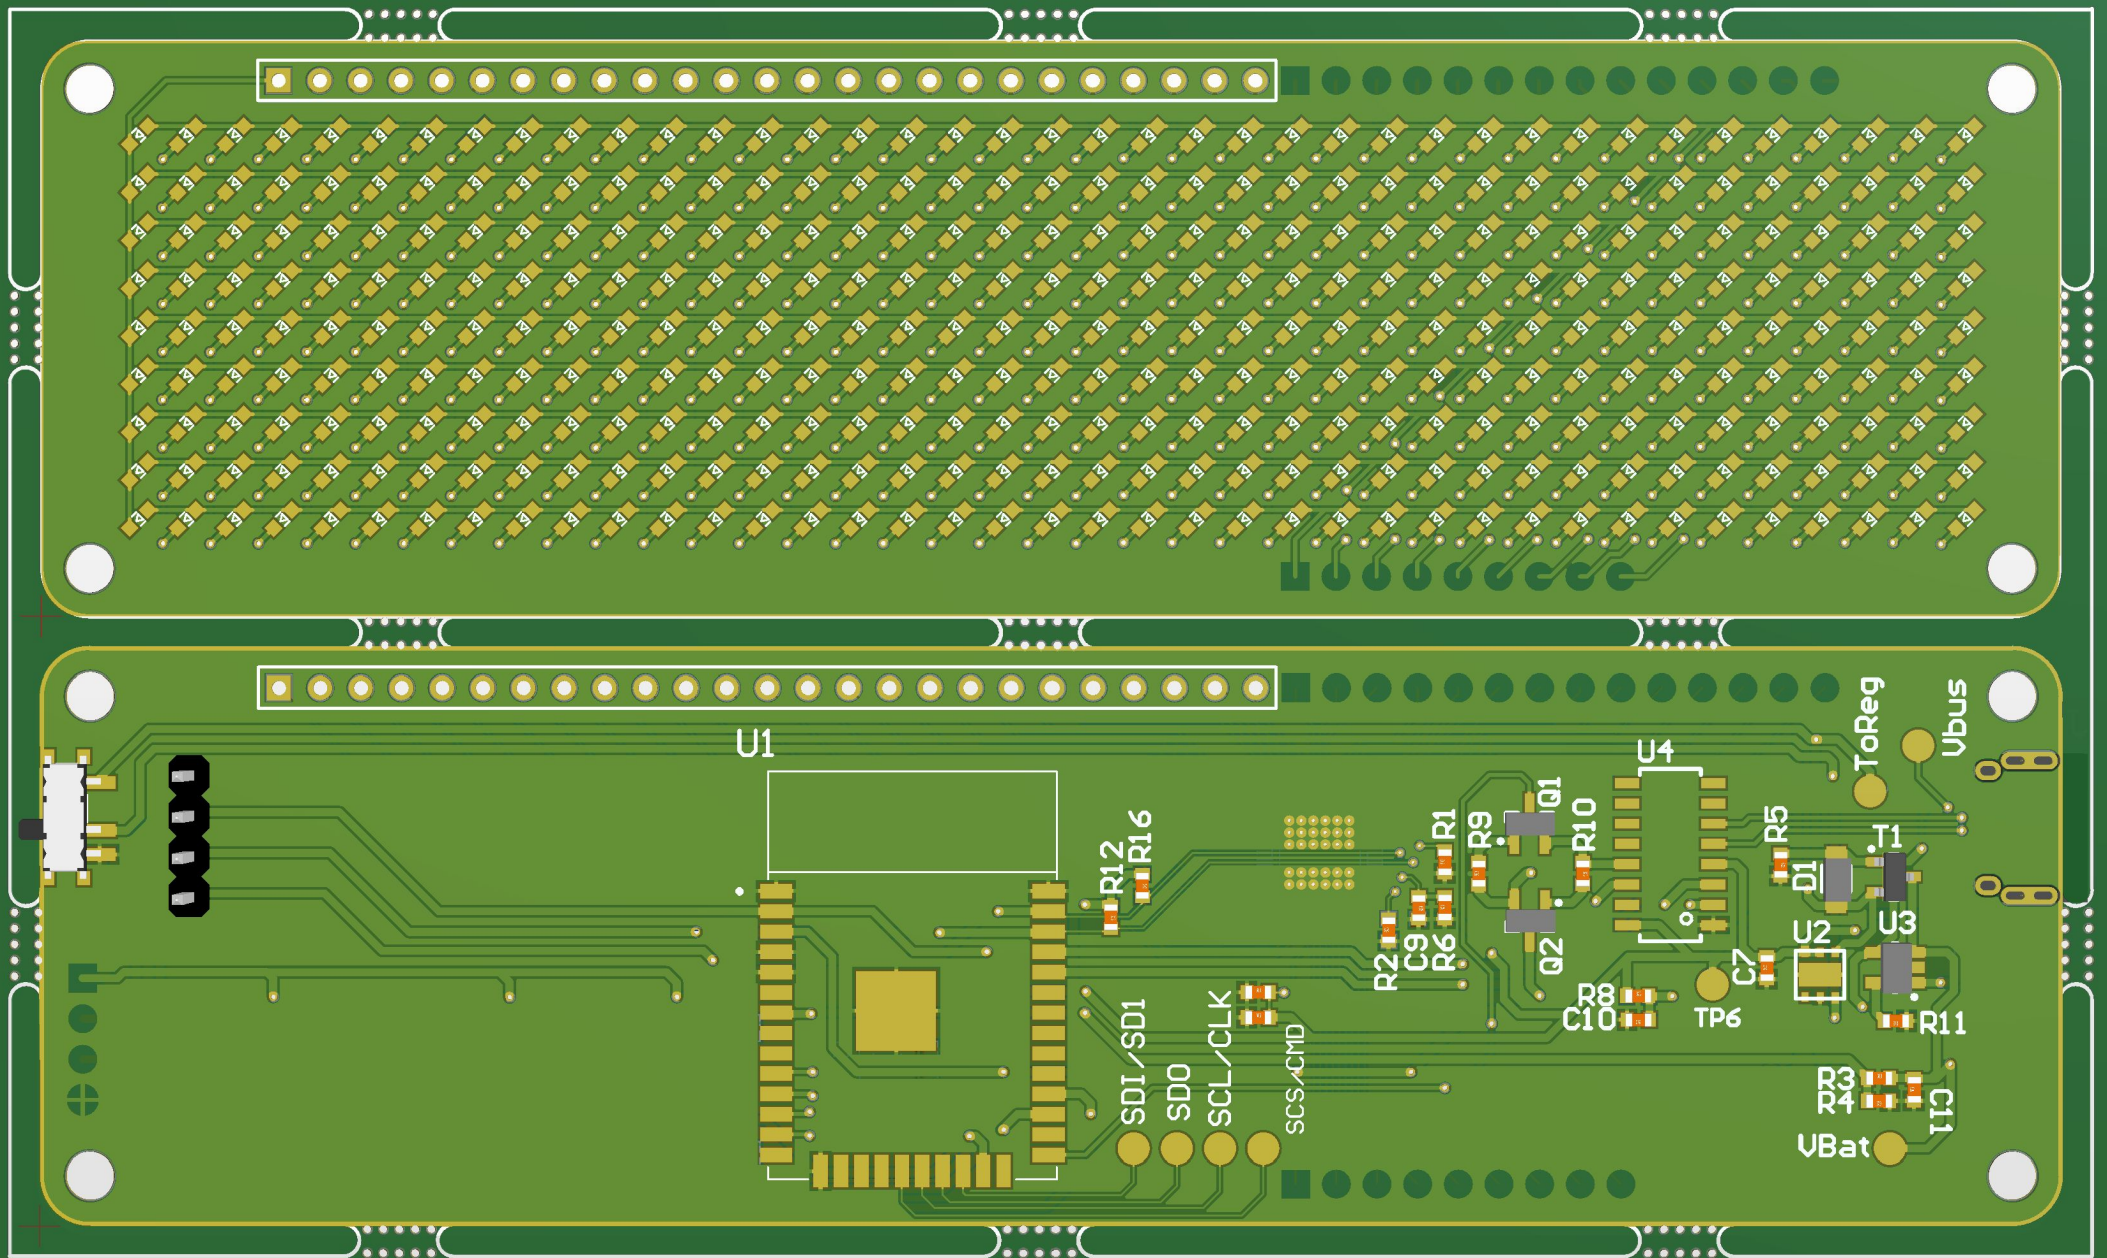 U1
ToReg
Vbus
U4
Q1
R1
R9
R10
R16
R12
R5
T1
D1
R2
C9
R6
Q2
U2
U3
C7
R8
C10
TP6
R11
SDI/SD1
SDO
SCL/CLK
SCS/CMD
R3
R4
C11
VBat